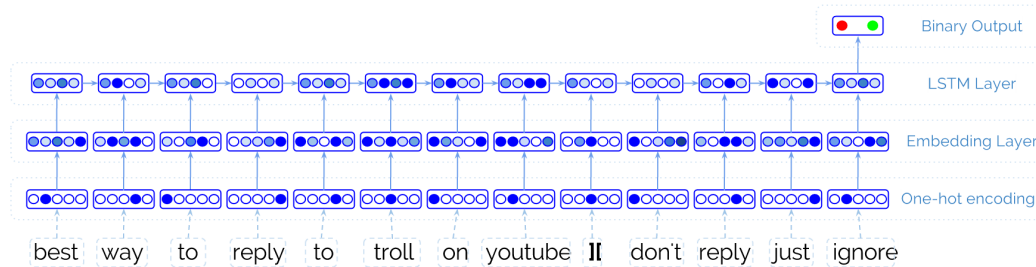 Binary Output
LSTM Layer
Embedding Layer
One-hot encoding
best way to reply to troll on youtube ][ don't reply just ignore